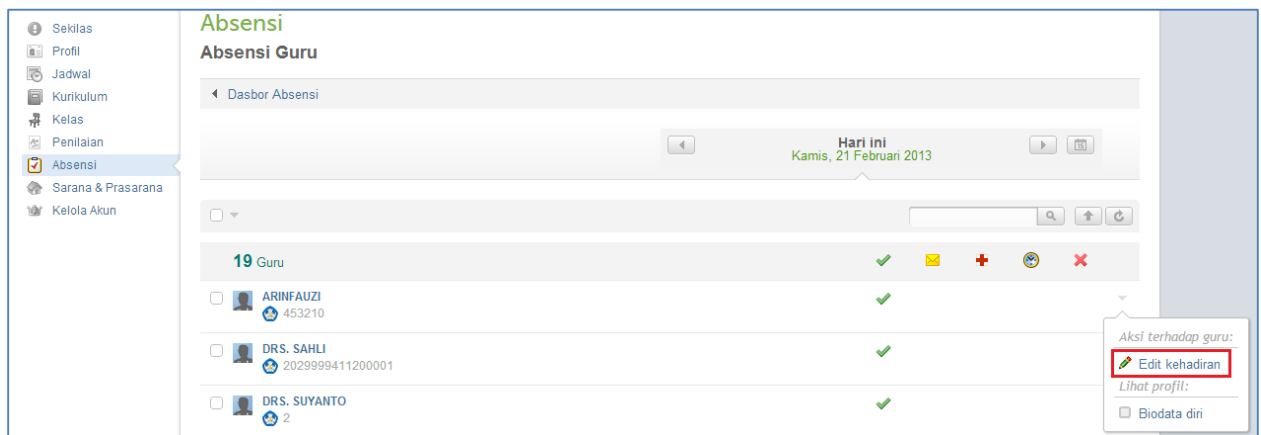 Sekilas
Profil
Jadwal
Kurikulum
Kelas
Penilaian
Absensi
Sarana & Prasarana
Kelola Akun
Absensi
Absensi Guru
Dasbor Absensi
Hari ini
Kamis, 21 Februari 2013
19 Guru
ARINFAUZI
453210
DRS. SAHLI
2029999411200001
DRS. SUYANTO
2
Aksi terhadap guru:
Edit kehadiran
Lihat profil:
Biodata diri